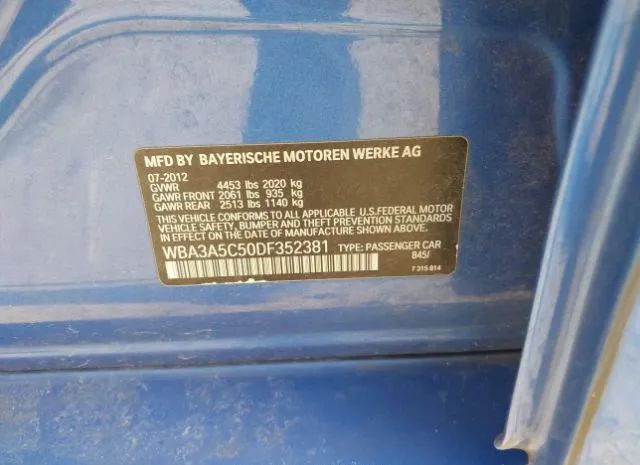 MFD BY BAYERISCHE MOTOREN WERKE AG
07-2012
GVWR 4453 lbs 2020 kg
GAWR FRONT 2061 lbs 935 kg
GAWR REAR 2513 lbs 1140 kg
THIS VEHICLE CONFORMS TO ALL APPLICABLE U.S.FEDERAL MOTOR
VEHICLE SAFETY, BUMPER, AND THEFT PREVENTION STANDARDS
IN EFFECT ON THE DATE OF MANUFACTURE SHOWN ABOVE.
WBA3A5C50DF352381 TYPE: PASSENGER CAR
845/
7 315 814